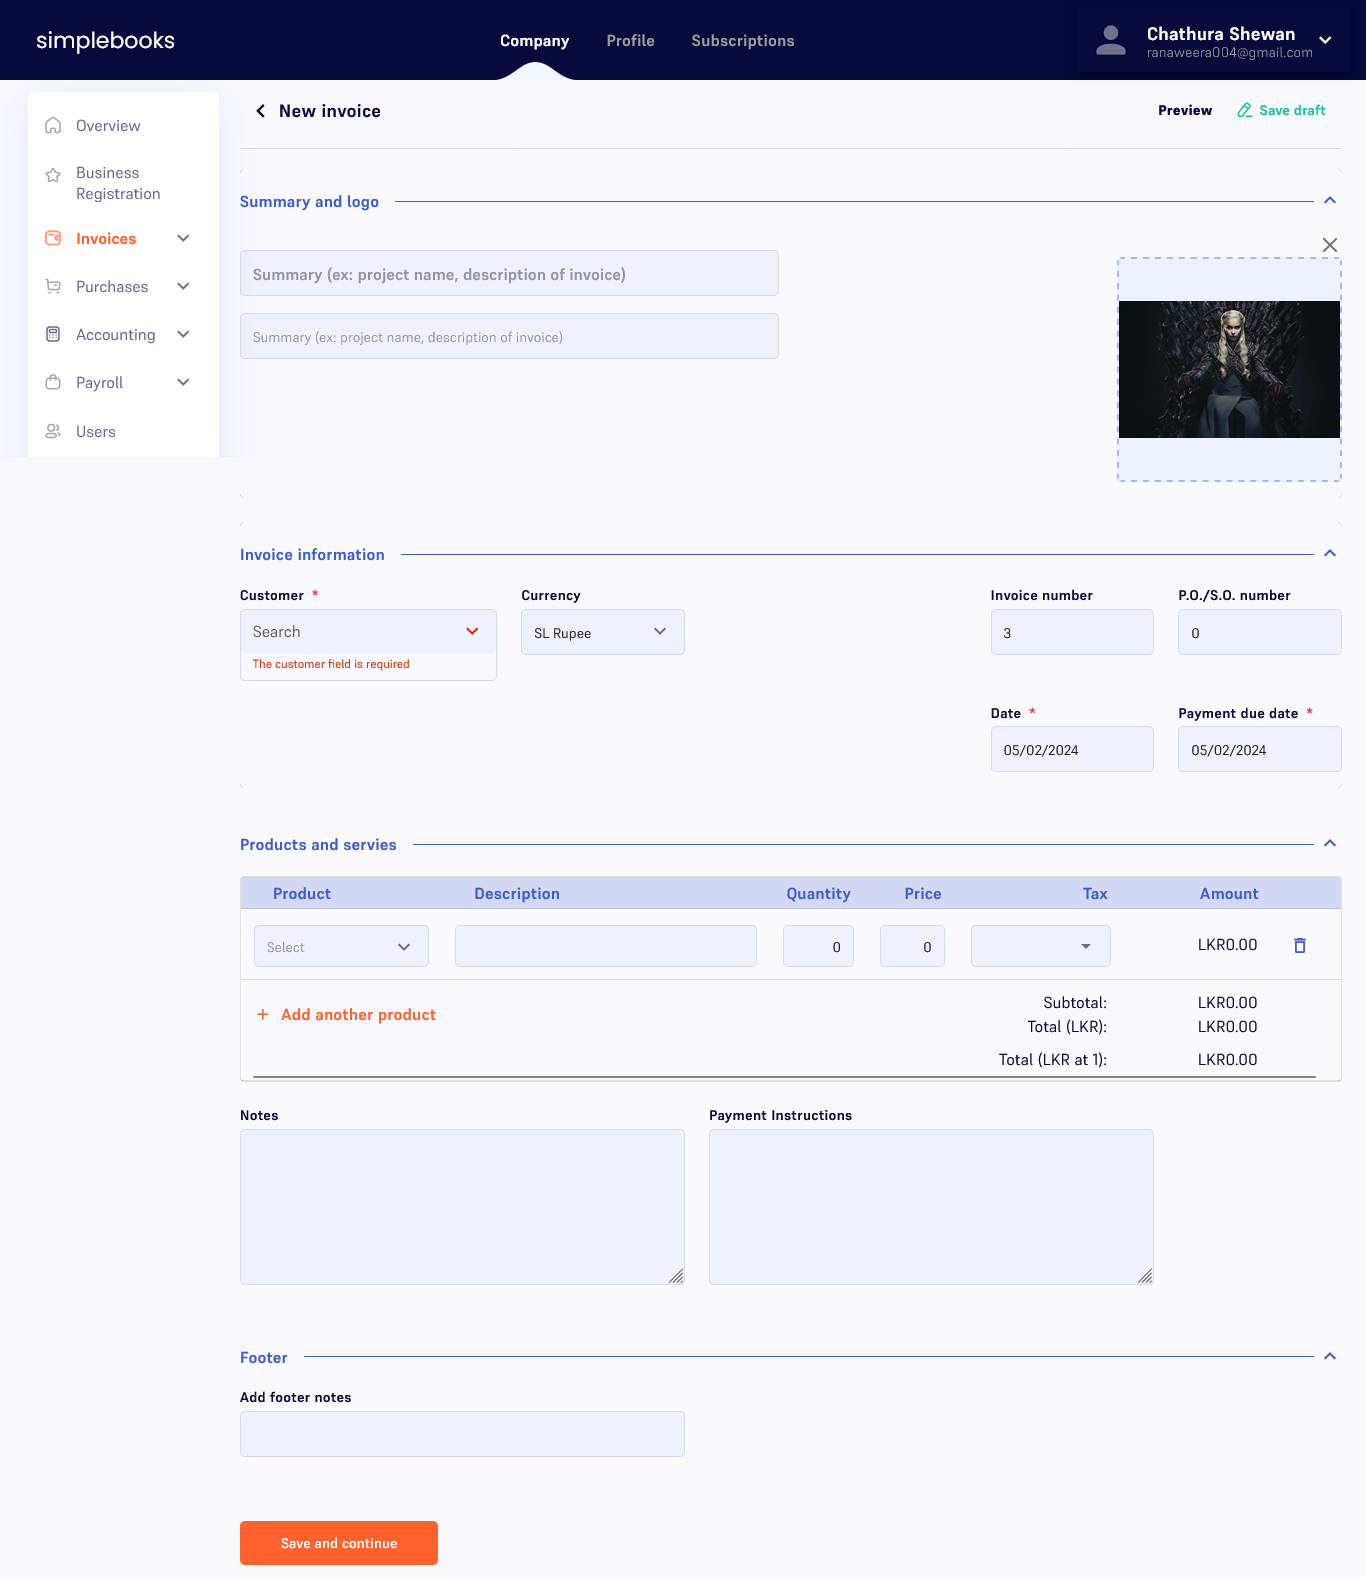 simplebooks
Company
Profile
Subscriptions
Chathura Shewan
ranaweera004@gmail.com
Overview
Business
Registration
Invoices
Purchases
Accounting
Payroll
Users
New invoice
Preview
Save draft
Summary and logo
Summary (ex: project name, description of invoice)
Summary (ex: project name, description of invoice)
Invoice information
Customer *
Currency
Invoice number
P.O./S.O. number
Search
SL Rupee
3
0
The customer field is required
Date *
Payment due date *
05/02/2024
05/02/2024
Products and servies
Product
Description
Quantity
Price
Tax
Amount
Select
0
0
LKR0.00
+ Add another product
Subtotal:
LKR0.00
Total (LKR):
LKR0.00
Total (LKR at 1):
LKR0.00
Notes
Payment Instructions
Footer
Add footer notes
Save and continue